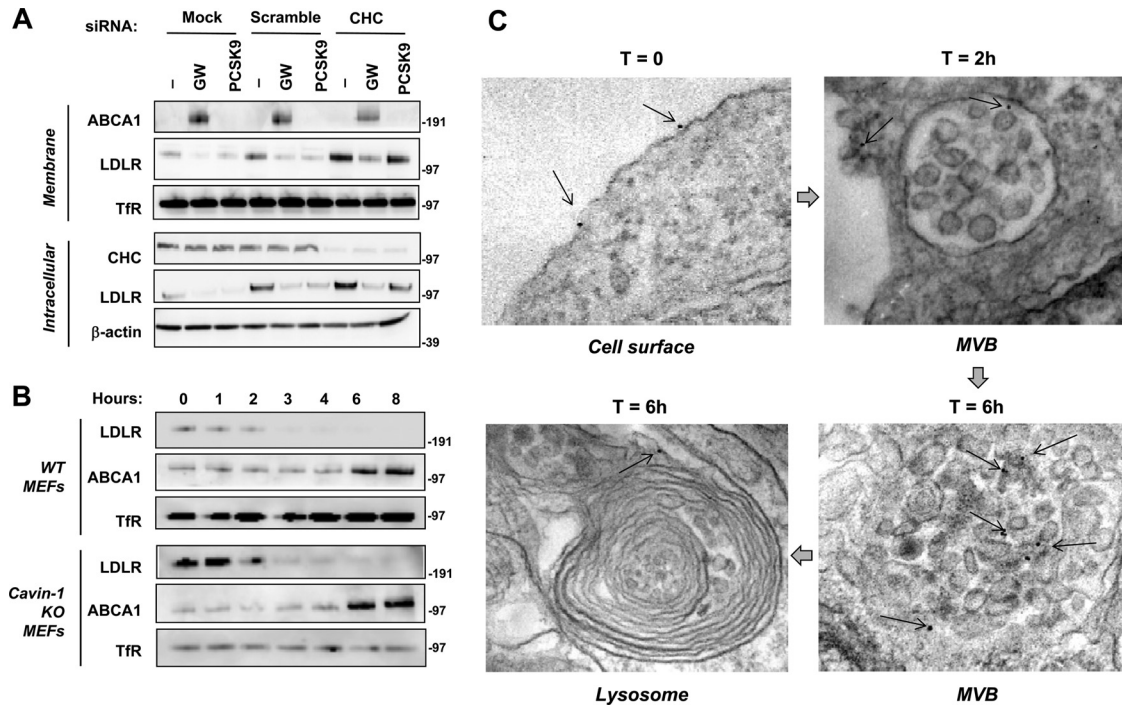 A
siRNA: Mock Scramble CHC
– GW PCSK9 – GW PCSK9 – GW PCSK9
Membrane
ABCA1 -191
LDLR -97
TfR -97
Intracellular
CHC -97
LDLR -97
β-actin -39
B
Hours: 0 1 2 3 4 6 8
WT
MEFs
LDLR -191
ABCA1 -97
TfR -97
Cavin-1
KO
MEFs
LDLR -191
ABCA1 -97
TfR -97
C
T = 0
Cell surface
T = 2h
MVB
T = 6h
Lysosome
T = 6h
MVB